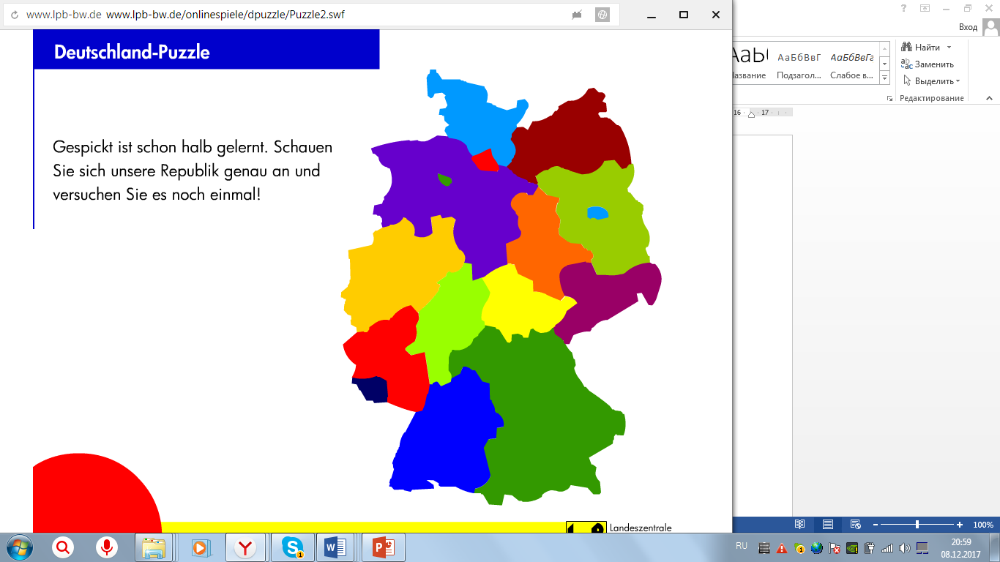 www.lpb-bw.de www.lpb-bw.de/onlinespiele/dpuzzle/Puzzle2.swf
Вход
Deutschland-Puzzle
Gespickt ist schon halb gelernt. Schauen
Sie sich unsere Republik genau an und
versuchen Sie es noch einmal!
АаБбВвГ АаБбВвГг
азвание Подзагол... Слабое в...
Найти
Заменить
Выделить
Редактирование
16 17
Landeszentrale
100%
RU
20:59
08.12.2017